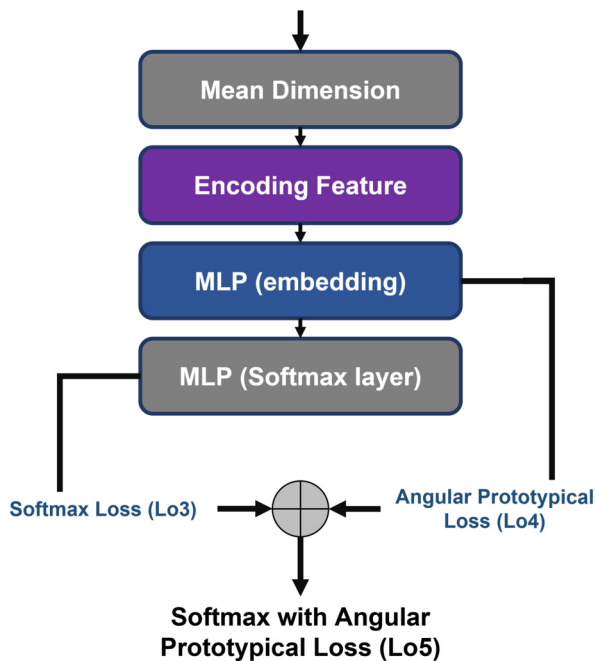 Mean Dimension
Encoding Feature
MLP (embedding)
MLP (Softmax layer)
Softmax Loss (Lo3)
Angular Prototypical
Loss (Lo4)
Softmax with Angular
Prototypical Loss (Lo5)